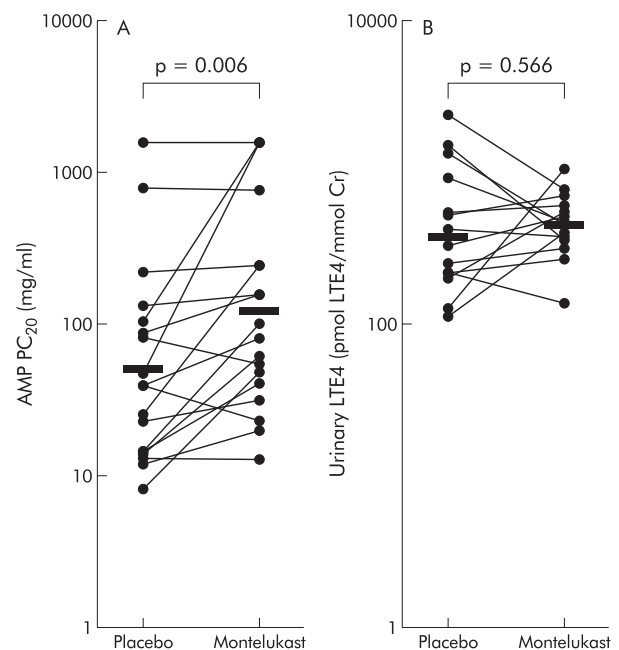 A
p = 0.006
10000
1000
100
10
1
AMP PC20 (mg/ml)
Placebo
Montelukast
B
p = 0.566
10000
100
1
Urinary LTE4 (pmol LTE4/mmol Cr)
Placebo
Montelukast